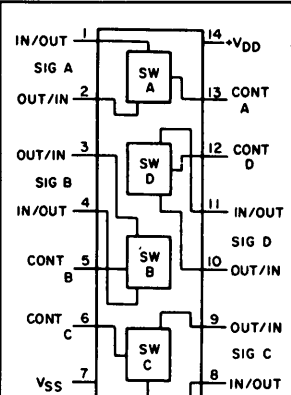 IN/OUT 1 14 +VDD
SIG A SW A
OUT/IN 2 13 CONT A
OUT/IN 3 12 CONT D
SIG B SW D
IN/OUT 4 11 IN/OUT
SIG D
CONT B 5 SW B 10 OUT/IN
CONT C 6 9 OUT/IN
SW C SIG C
VSS 7 8 IN/OUT